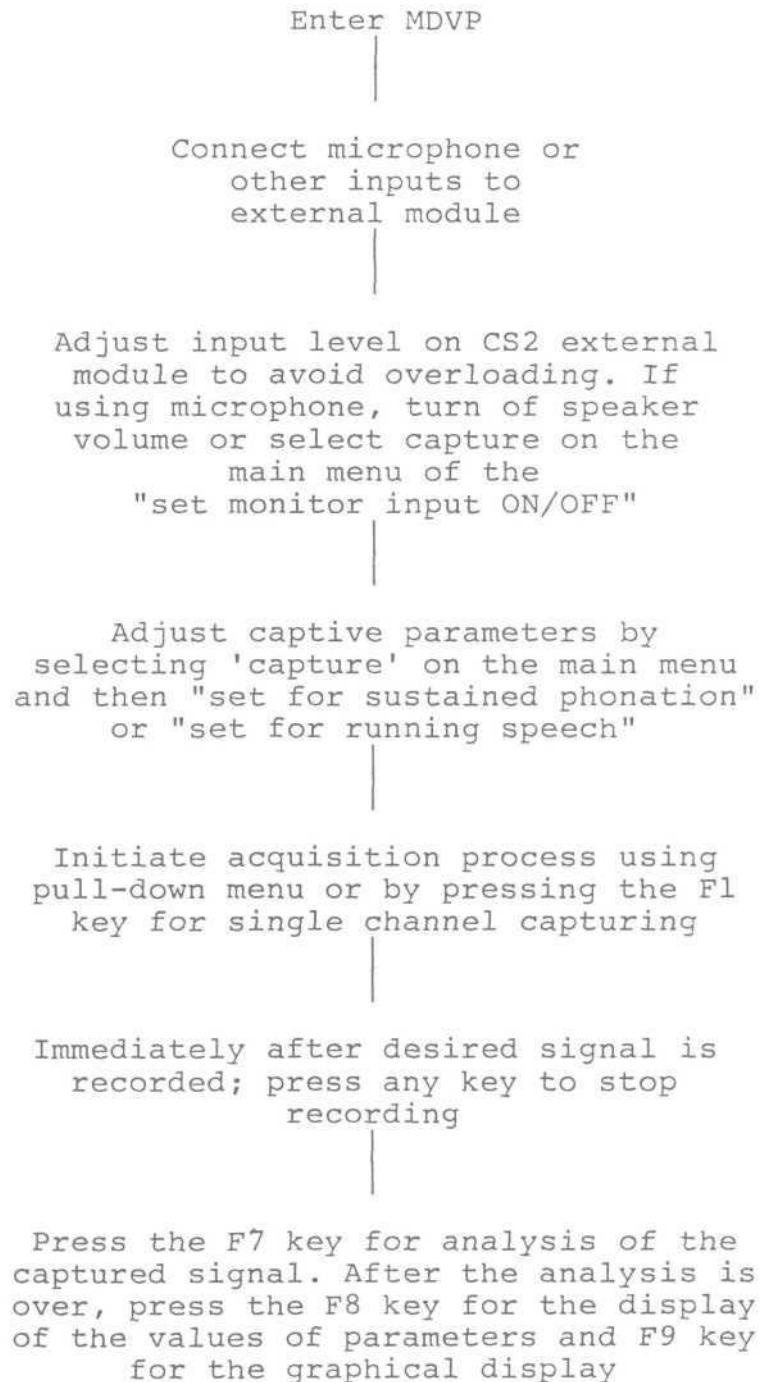 Enter MDVP
Connect microphone or
other inputs to
external module
Adjust input level on CS2 external
module to avoid overloading. If
using microphone, turn of speaker
volume or select capture on the
main menu of the
"set monitor input ON/OFF"
Adjust captive parameters by
selecting 'capture' on the main menu
and then "set for sustained phonation"
or "set for running speech"
Initiate acquisition process using
pull-down menu or by pressing the F1
key for single channel capturing
Immediately after desired signal is
recorded; press any key to stop
recording
Press the F7 key for analysis of the
captured signal. After the analysis is
over, press the F8 key for the display
of the values of parameters and F9 key
for the graphical display